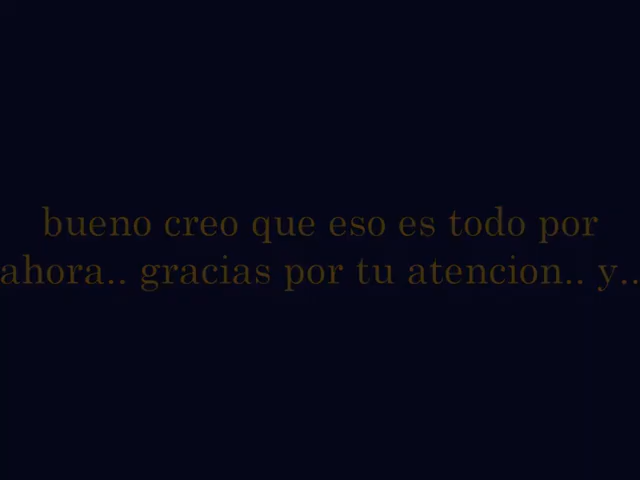 bueno creo que eso es todo por
ahora.. gracias por tu atencion.. y..